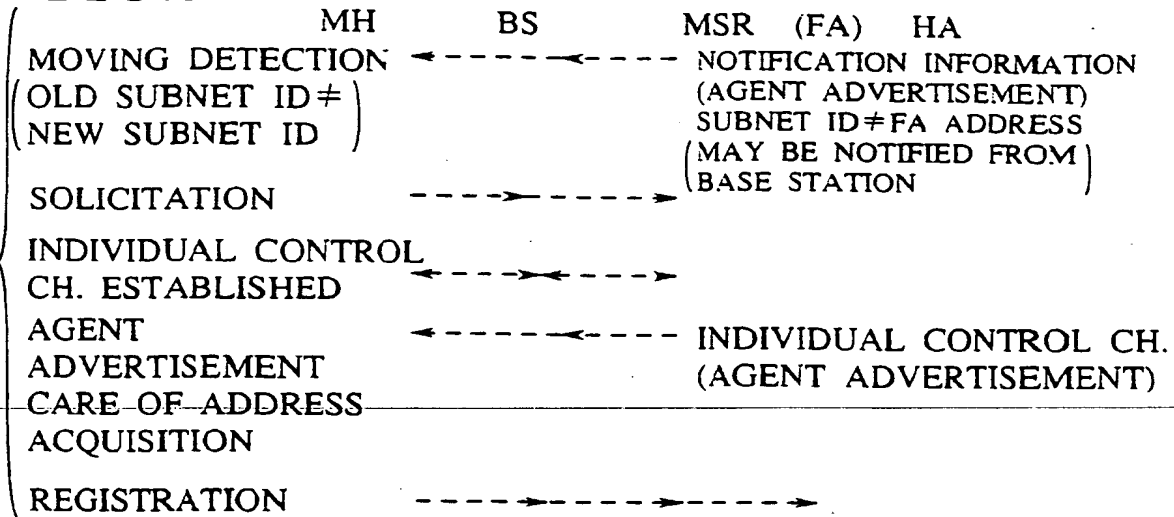 MH BS MSR (FA) HA
MOVING DETECTION
(OLD SUBNET ID≠
NEW SUBNET ID)
NOTIFICATION INFORMATION
(AGENT ADVERTISEMENT)
SUBNET ID≠FA ADDRESS
(MAY BE NOTIFIED FROM
BASE STATION)
SOLICITATION
INDIVIDUAL CONTROL
CH. ESTABLISHED
AGENT
ADVERTISEMENT
CARE OF ADDRESS
ACQUISITION
INDIVIDUAL CONTROL CH.
(AGENT ADVERTISEMENT)
REGISTRATION